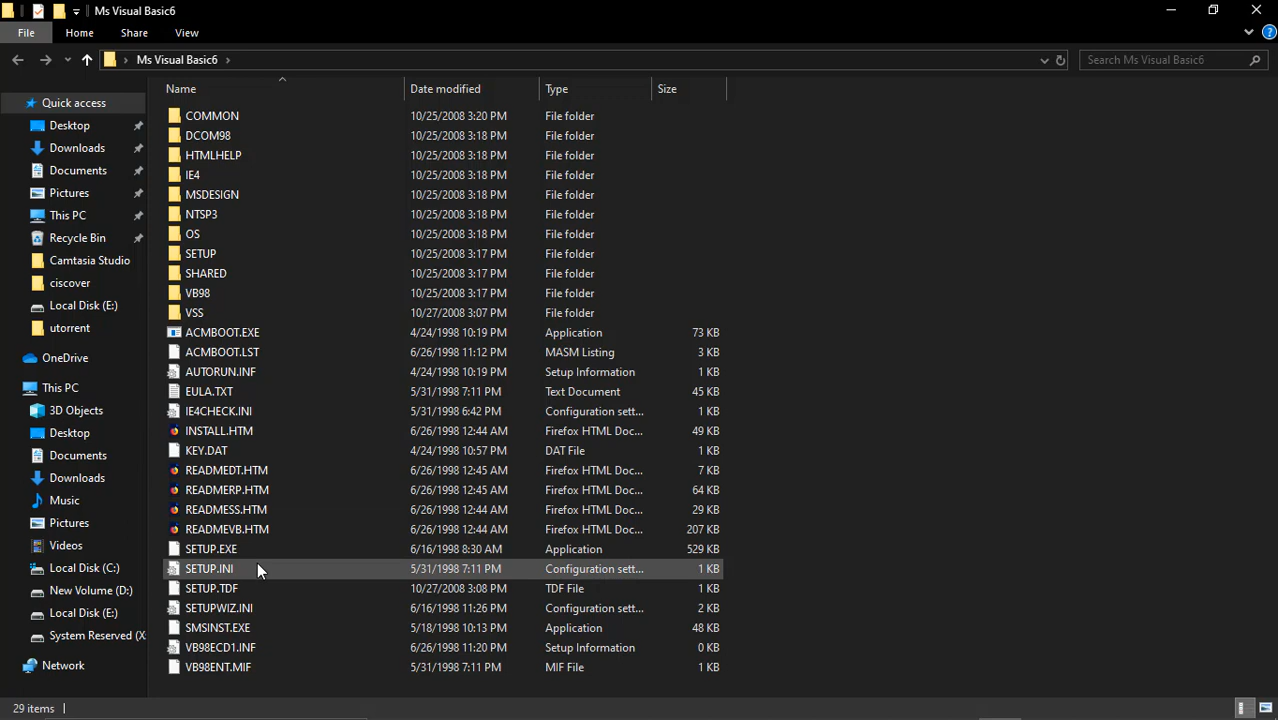 Ms Visual Basic6
File Home Share View
Ms Visual Basic6
Search Ms Visual Basic6
Quick access
Desktop
Downloads
Documents
Pictures
This PC
Recycle Bin
Camtasia Studio
ciscover
Local Disk (E:)
utorrent
OneDrive
This PC
3D Objects
Desktop
Documents
Downloads
Music
Pictures
Videos
Local Disk (C:)
New Volume (D:)
Local Disk (E:)
System Reserved (X
Network
Name Date modified Type Size
COMMON 10/25/2008 3:20 PM File folder
DCOM98 10/25/2008 3:18 PM File folder
HTMLHELP 10/25/2008 3:18 PM File folder
IE4 10/25/2008 3:18 PM File folder
MSDESIGN 10/25/2008 3:18 PM File folder
NTSP3 10/25/2008 3:18 PM File folder
OS 10/25/2008 3:18 PM File folder
SETUP 10/25/2008 3:17 PM File folder
SHARED 10/25/2008 3:17 PM File folder
VB98 10/25/2008 3:17 PM File folder
VSS 10/27/2008 3:07 PM File folder
ACMBOOT.EXE 4/24/1998 10:19 PM Application 73 KB
ACMBOOT.LST 6/26/1998 11:12 PM MASM Listing 3 KB
AUTORUN.INF 4/24/1998 10:19 PM Setup Information 1 KB
EULA.TXT 5/31/1998 7:11 PM Text Document 45 KB
IE4CHECK.INI 5/31/1998 6:42 PM Configuration sett... 1 KB
INSTALL.HTM 6/26/1998 12:44 AM Firefox HTML Doc... 49 KB
KEY.DAT 4/24/1998 10:57 PM DAT File 1 KB
READMEDT.HTM 6/26/1998 12:45 AM Firefox HTML Doc... 7 KB
READMERP.HTM 6/26/1998 12:45 AM Firefox HTML Doc... 64 KB
READMESS.HTM 6/26/1998 12:44 AM Firefox HTML Doc... 29 KB
READMEVB.HTM 6/26/1998 12:44 AM Firefox HTML Doc... 207 KB
SETUP.EXE 6/16/1998 8:30 AM Application 529 KB
SETUP.INI 5/31/1998 7:11 PM Configuration sett... 1 KB
SETUP.TDF 10/27/2008 3:08 PM TDF File 1 KB
SETUPWIZ.INI 6/16/1998 11:26 PM Configuration sett... 2 KB
SMSINST.EXE 5/18/1998 10:13 PM Application 48 KB
VB98ECD1.INF 6/26/1998 11:20 PM Setup Information 0 KB
VB98ENT.MIF 5/31/1998 7:11 PM MIF File 1 KB
29 items